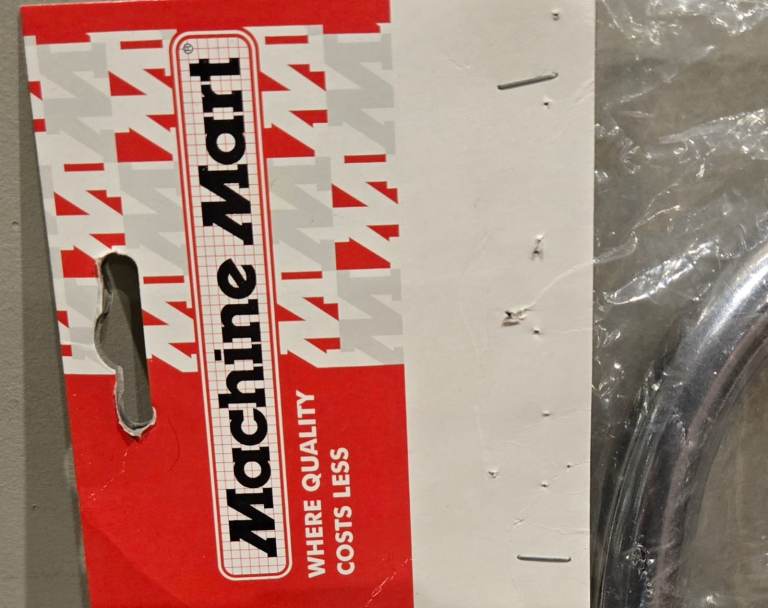 Machine Mart®
WHERE QUALITY
COSTS LESS